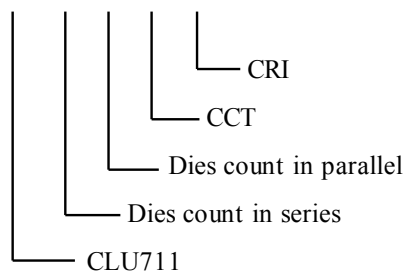 CRI
CCT
Dies count in parallel
Dies count in series
CLU711